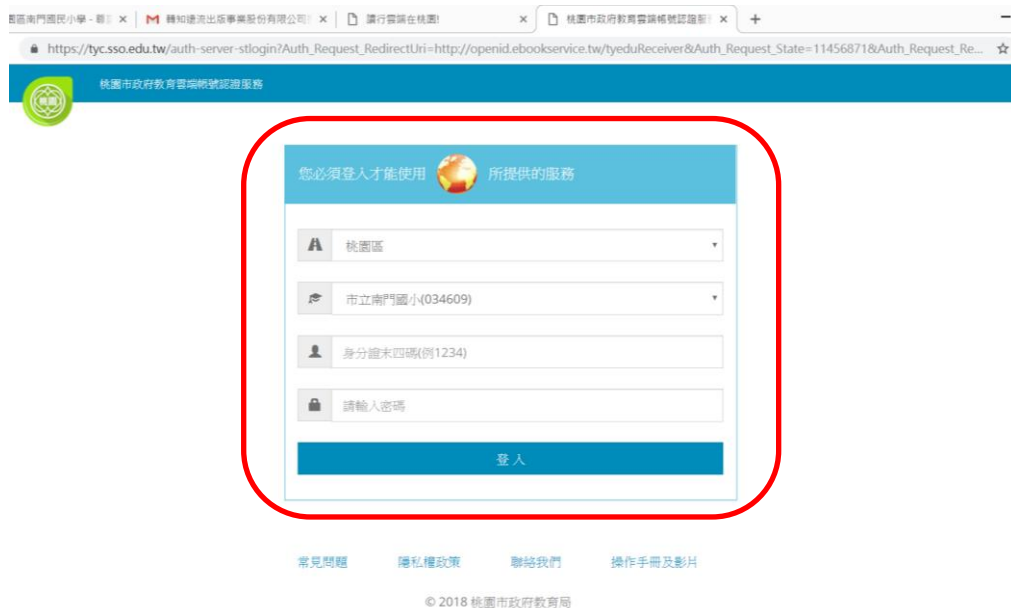 園區南門國民小學 - 薌
轉知遠流出版事業股份有限公司
讀行雲端在桃園!
桃園市政府教育雲端帳號認證服
https://tyc.sso.edu.tw/auth-server-stlogin?Auth_Request_RedirectUri=http://openid.ebookservice.tw/tyeduReceiver&Auth_Request_State=11456871&Auth_Request_Re...
桃園市政府教育雲端帳號認證服務
您必須登入才能使用 所提供的服務
桃園區
市立南門國小(034609)
身分證末四碼(例1234)
請輸入密碼
登入
常見問題 隱私權政策 聯絡我們 操作手冊及影片
© 2018 桃園市政府教育局